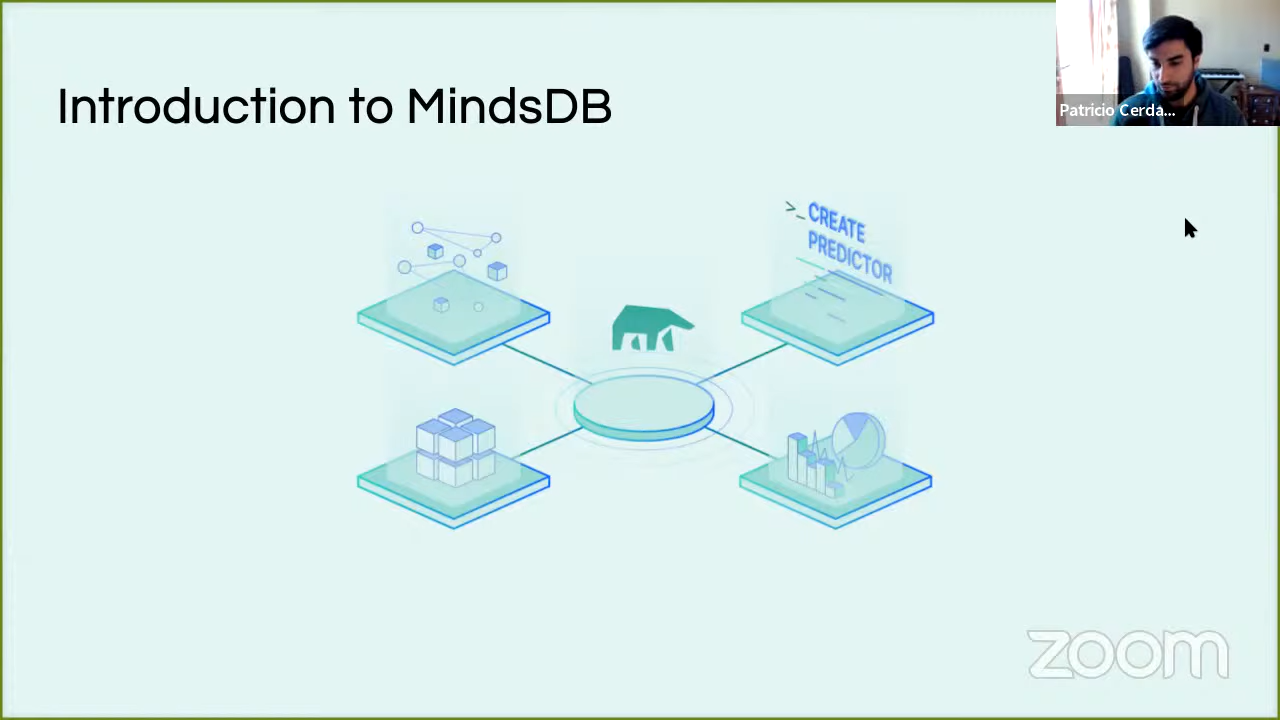 Introduction to MindsDB
Patricio Cerda...
>_ CREATE
PREDICTOR
zoom